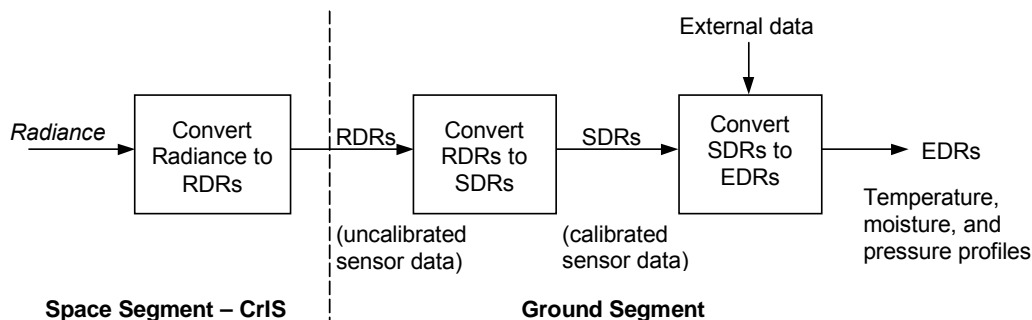 External data
Radiance
Convert
Radiance to
RDRs
RDRs
Convert
RDRs to
SDRs
SDRs
Convert
SDRs to
EDRs
EDRs
(uncalibrated
sensor data)
(calibrated
sensor data)
Temperature,
moisture, and
pressure profiles
Space Segment – CrIS
Ground Segment